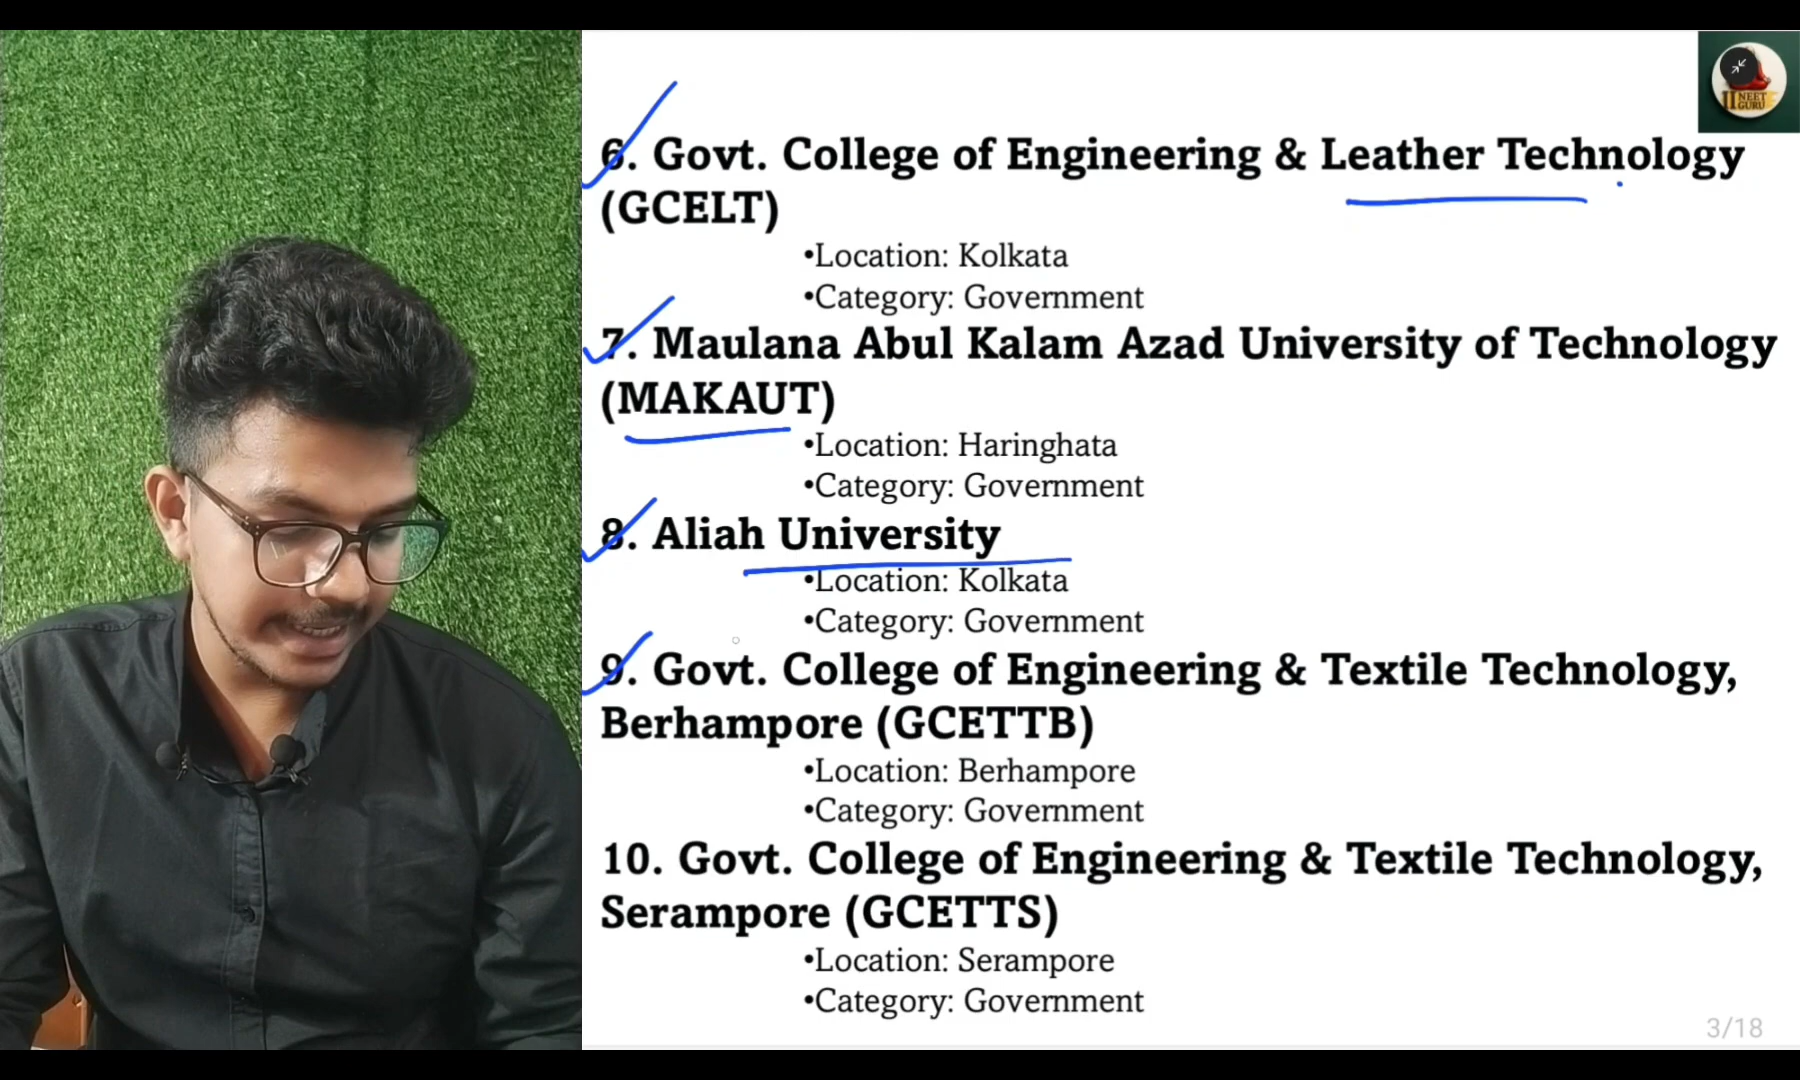 II NEET
GURU
6. Govt. College of Engineering & Leather Technology
(GCELT)
•Location: Kolkata
•Category: Government
7. Maulana Abul Kalam Azad University of Technology
(MAKAUT)
•Location: Haringhata
•Category: Government
8. Aliah University
•Location: Kolkata
•Category: Government
9. Govt. College of Engineering & Textile Technology,
Berhampore (GCETTB)
•Location: Berhampore
•Category: Government
10. Govt. College of Engineering & Textile Technology,
Serampore (GCETTS)
•Location: Serampore
•Category: Government
3/18